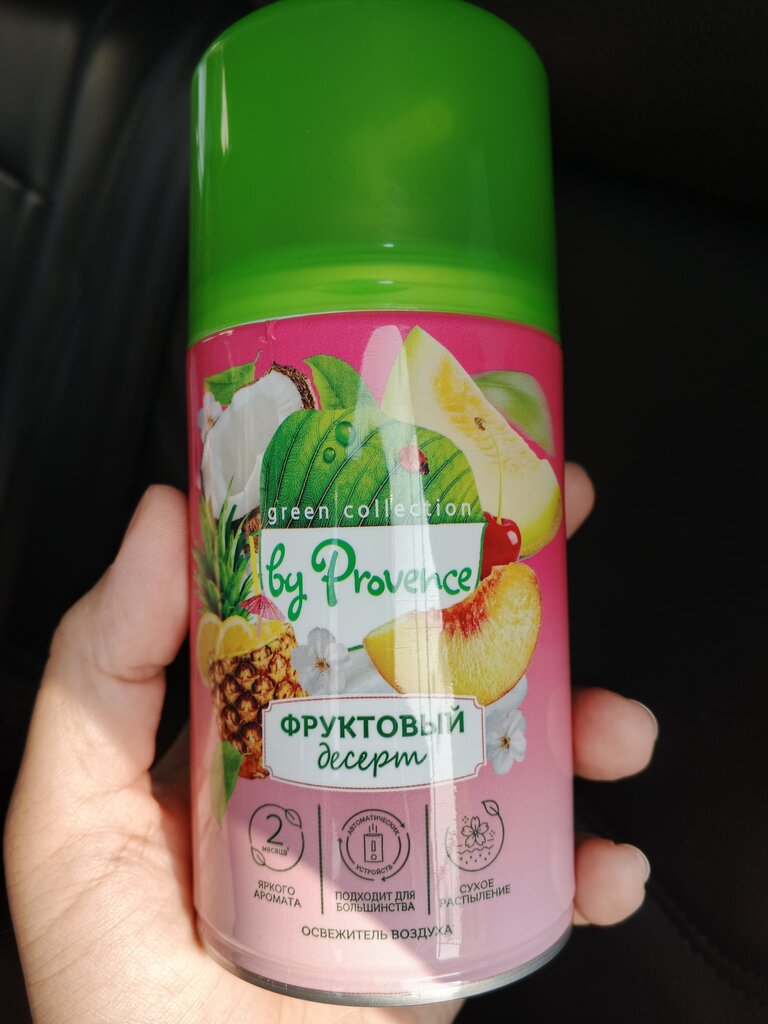 green collection
by Provence
ФРУКТОВЫЙ
десерт
2
месяца
ЯРКОГО
АРОМАТА
АВТОМАТИЧЕСКИХ
УСТРОЙСТВ
ПОДХОДИТ ДЛЯ
БОЛЬШИНСТВА
СУХОЕ
РАСПЫЛЕНИЕ
ОСВЕЖИТЕЛЬ ВОЗДУХА